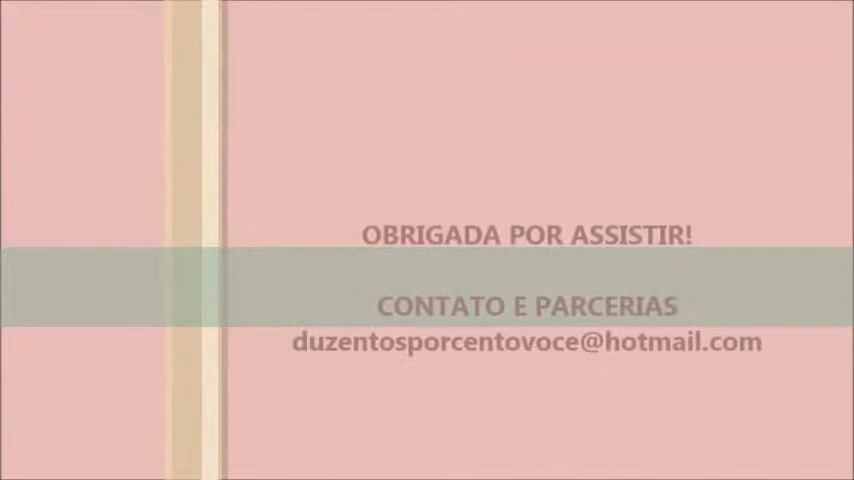 OBRIGADA POR ASSISTIR!
CONTATO E PARCERIAS
duzentosporcentovoce@hotmail.com